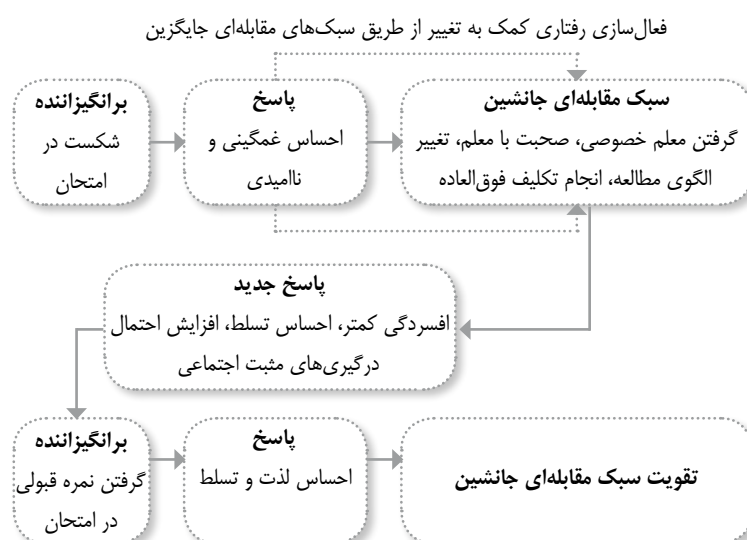 فعال‌سازی رفتاری کمک به تغییر از طریق سبک‌های مقابله‌ای جایگزین
برانگیزاننده
شکست در
امتحان
پاسخ
احساس غمگینی و
ناامیدی
سبک مقابله‌ای جانشین
گرفتن معلم خصوصی، صحبت با معلم، تغییر
الگوی مطالعه، انجام تکلیف فوق‌العاده
پاسخ جدید
افسردگی کمتر، احساس تسلط، افزایش احتمال
درگیری‌های مثبت اجتماعی
برانگیزاننده
گرفتن نمره قبولی
در امتحان
پاسخ
احساس لذت و تسلط
تقویت سبک مقابله‌ای جانشین